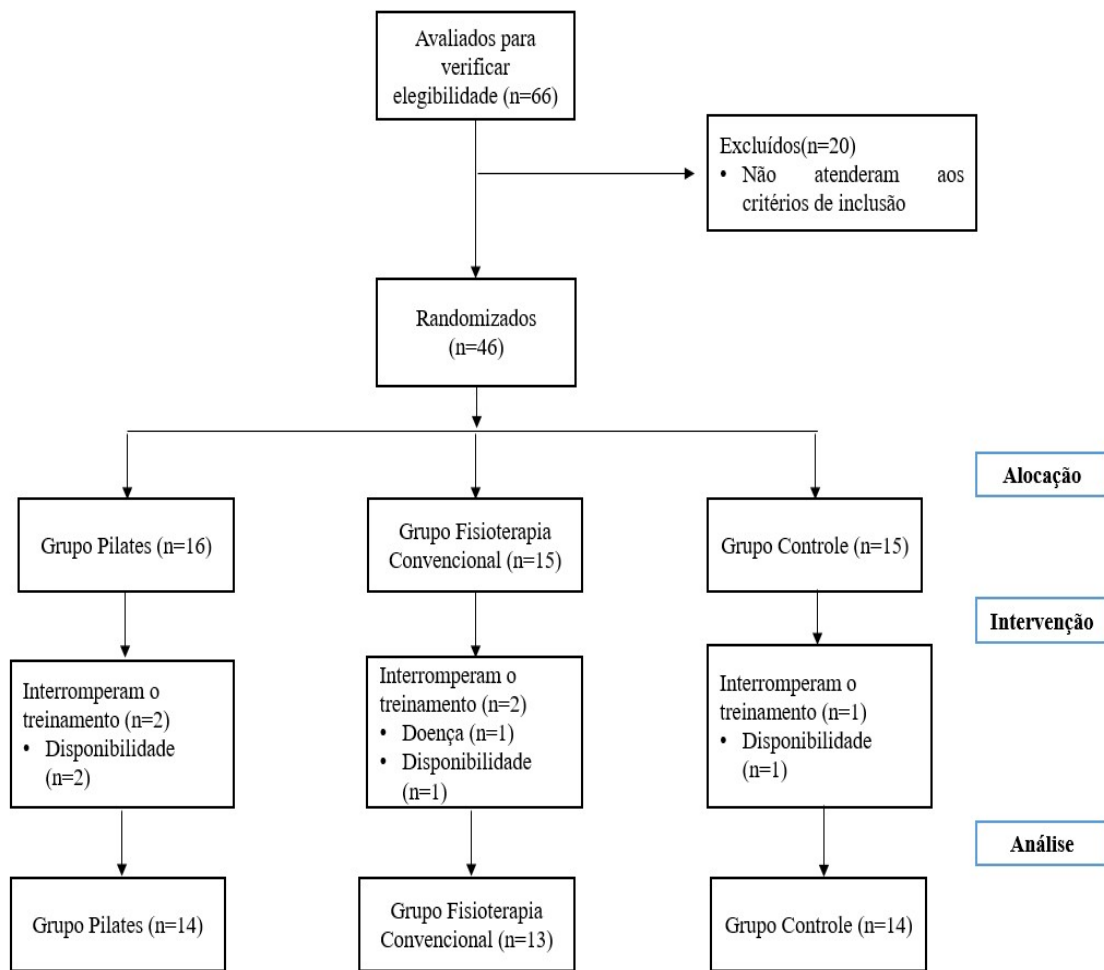 Avaliados para
verificar
elegibilidade (n=66)
Excluídos(n=20)
• Não atenderam aos
critérios de inclusão
Randomizados
(n=46)
Alocação
Grupo Pilates (n=16)
Grupo Fisioterapia
Convencional (n=15)
Grupo Controle (n=15)
Intervenção
Interromperam o
treinamento (n=2)
• Disponibilidade
(n=2)
Interromperam o
treinamento (n=2)
• Doença (n=1)
• Disponibilidade
(n=1)
Interromperam o
treinamento (n=1)
• Disponibilidade
(n=1)
Análise
Grupo Pilates (n=14)
Grupo Fisioterapia
Convencional (n=13)
Grupo Controle (n=14)